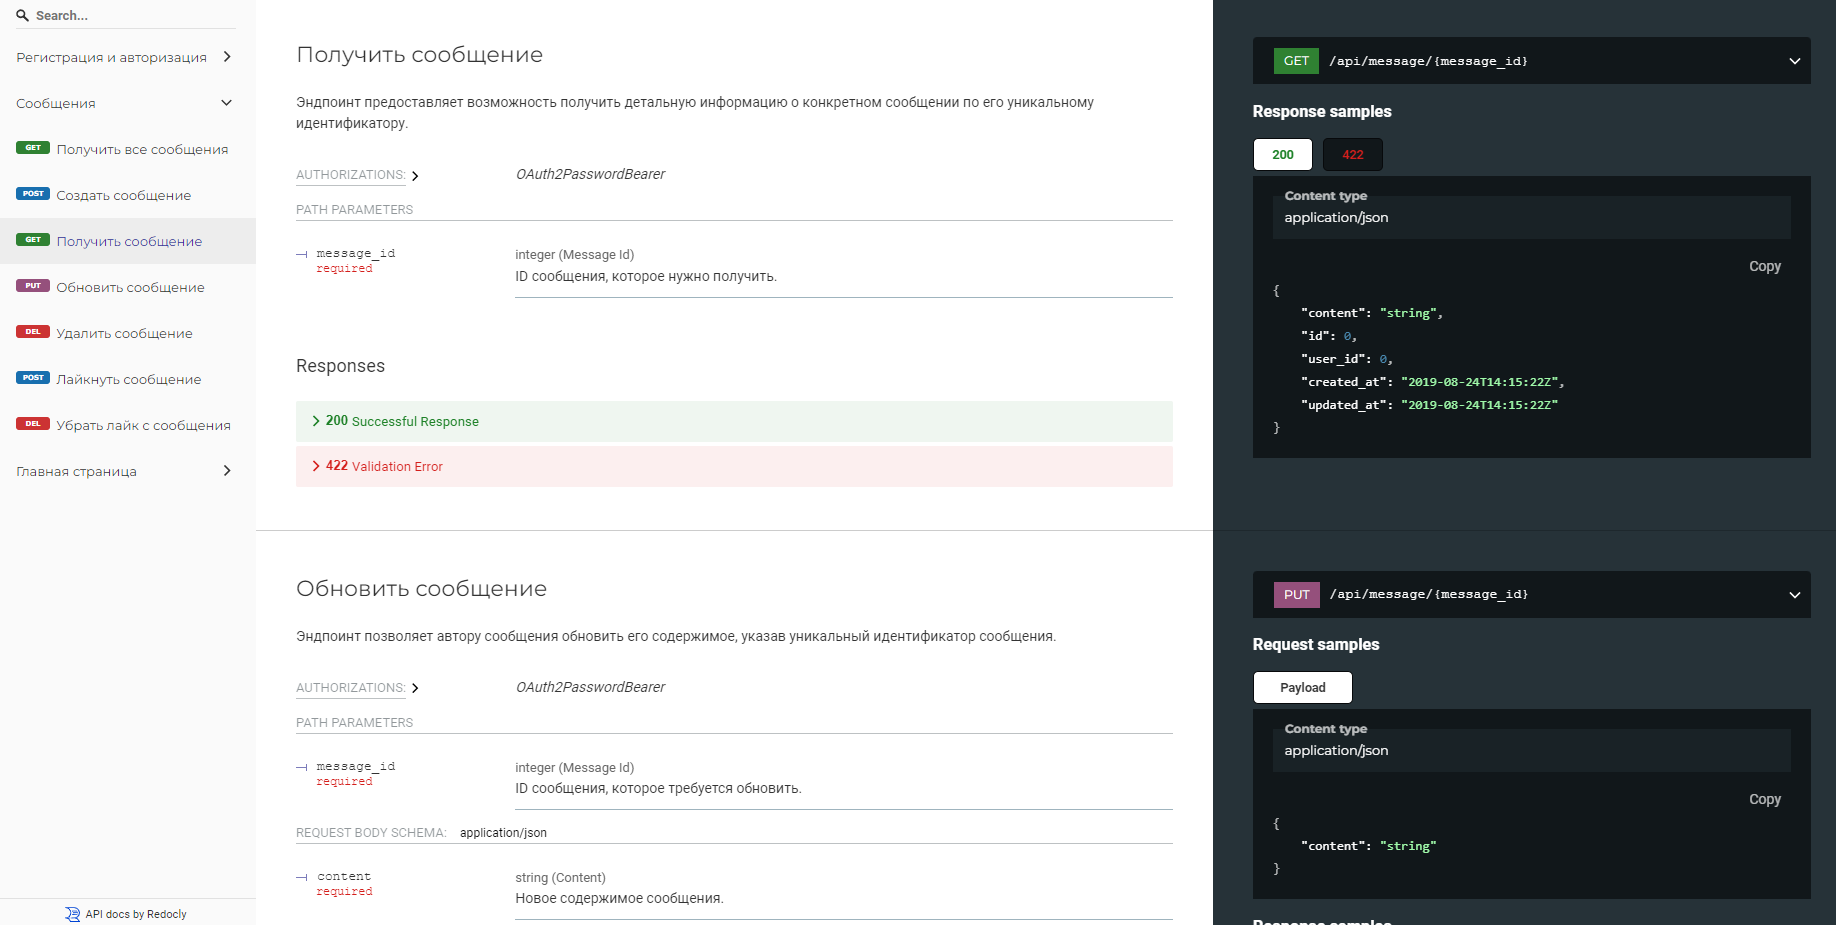 Search...
Регистрация и авторизация
Сообщения
GET Получить все сообщения
POST Создать сообщение
GET Получить сообщение
PUT Обновить сообщение
DEL Удалить сообщение
POST Лайкнуть сообщение
DEL Убрать лайк с сообщения
Главная страница
API docs by Redocly
Получить сообщение
Эндпоинт предоставляет возможность получить детальную информацию о конкретном сообщении по его уникальному
идентификатору.
AUTHORIZATIONS: OAuth2PasswordBearer
PATH PARAMETERS
message_id integer (Message Id)
required ID сообщения, которое нужно получить.
Responses
200 Successful Response
422 Validation Error
GET /api/message/{message_id}
Response samples
200 422
Content type
application/json
Copy
{
"content": "string",
"id": 0,
"user_id": 0,
"created_at": "2019-08-24T14:15:22Z",
"updated_at": "2019-08-24T14:15:22Z"
}
Обновить сообщение
Эндпоинт позволяет автору сообщения обновить его содержимое, указав уникальный идентификатор сообщения.
AUTHORIZATIONS: OAuth2PasswordBearer
PATH PARAMETERS
message_id integer (Message Id)
required ID сообщения, которое требуется обновить.
REQUEST BODY SCHEMA: application/json
content string (Content)
required Новое содержимое сообщения.
PUT /api/message/{message_id}
Request samples
Payload
Content type
application/json
Copy
{
"content": "string"
}
Response samples